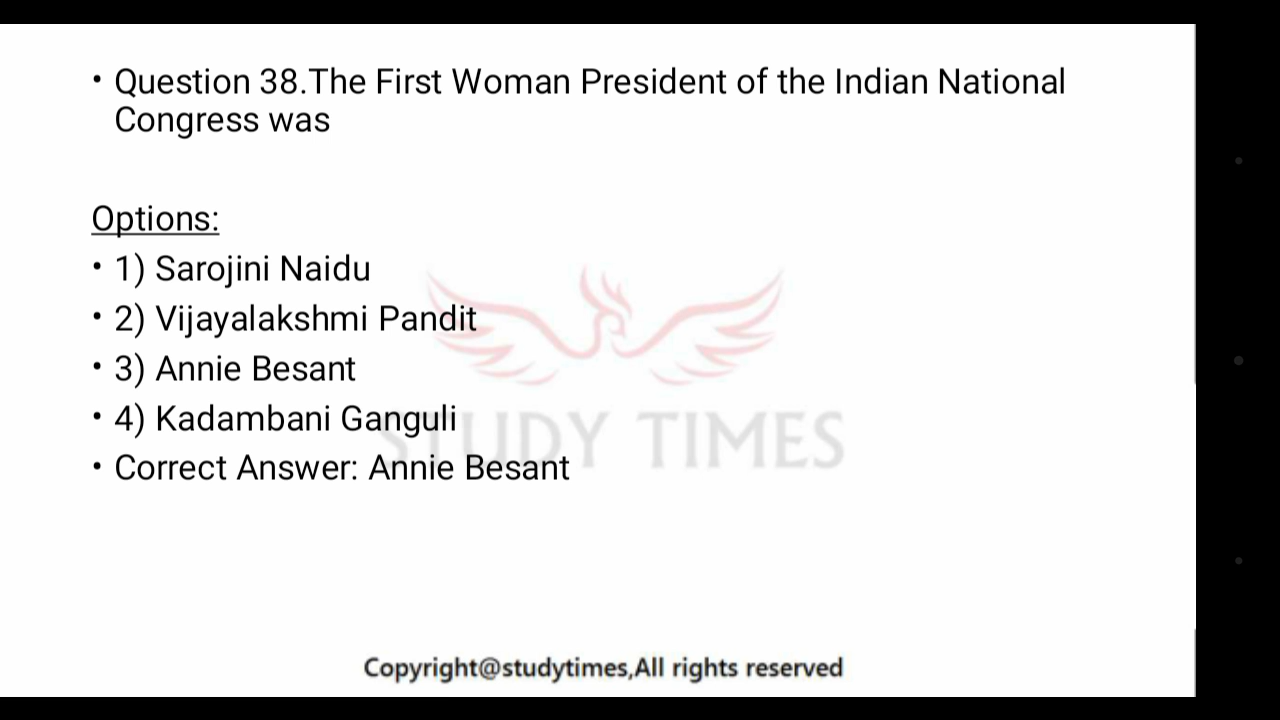 • Question 38.The First Woman President of the Indian National
Congress was
Options:
• 1) Sarojini Naidu
• 2) Vijayalakshmi Pandit
• 3) Annie Besant
• 4) Kadambani Ganguli
STUDY TIMES
• Correct Answer: Annie Besant
Copyright@studytimes,All rights reserved